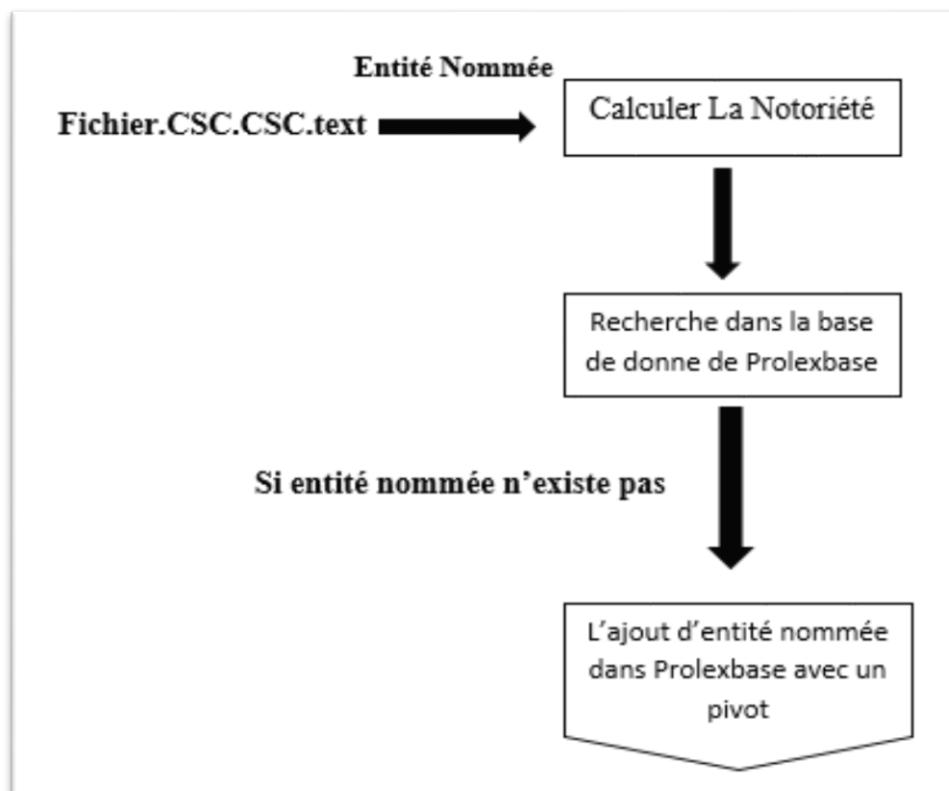 Entité Nommée
Fichier.CSC.CSC.text
Calculer La Notoriété
Recherche dans la base
de donne de Prolexbase
Si entité nommée n’existe pas
L’ajout d’entité nommée
dans Prolexbase avec un
pivot